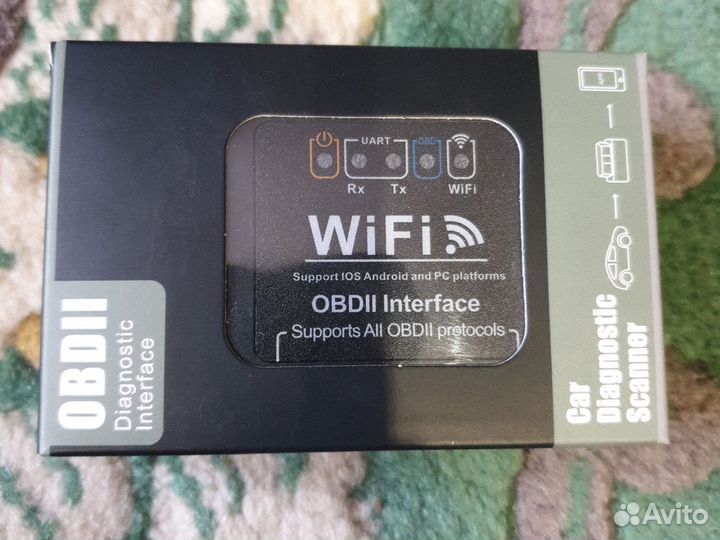 OBDII
Diagnostic
Interface
UART
OBD
Rx Tx WiFi
WiFi
Support IOS Android and PC platforms
OBDII Interface
Supports All OBDII protocols
APP
Car
Diagnostic
Scanner
Avito